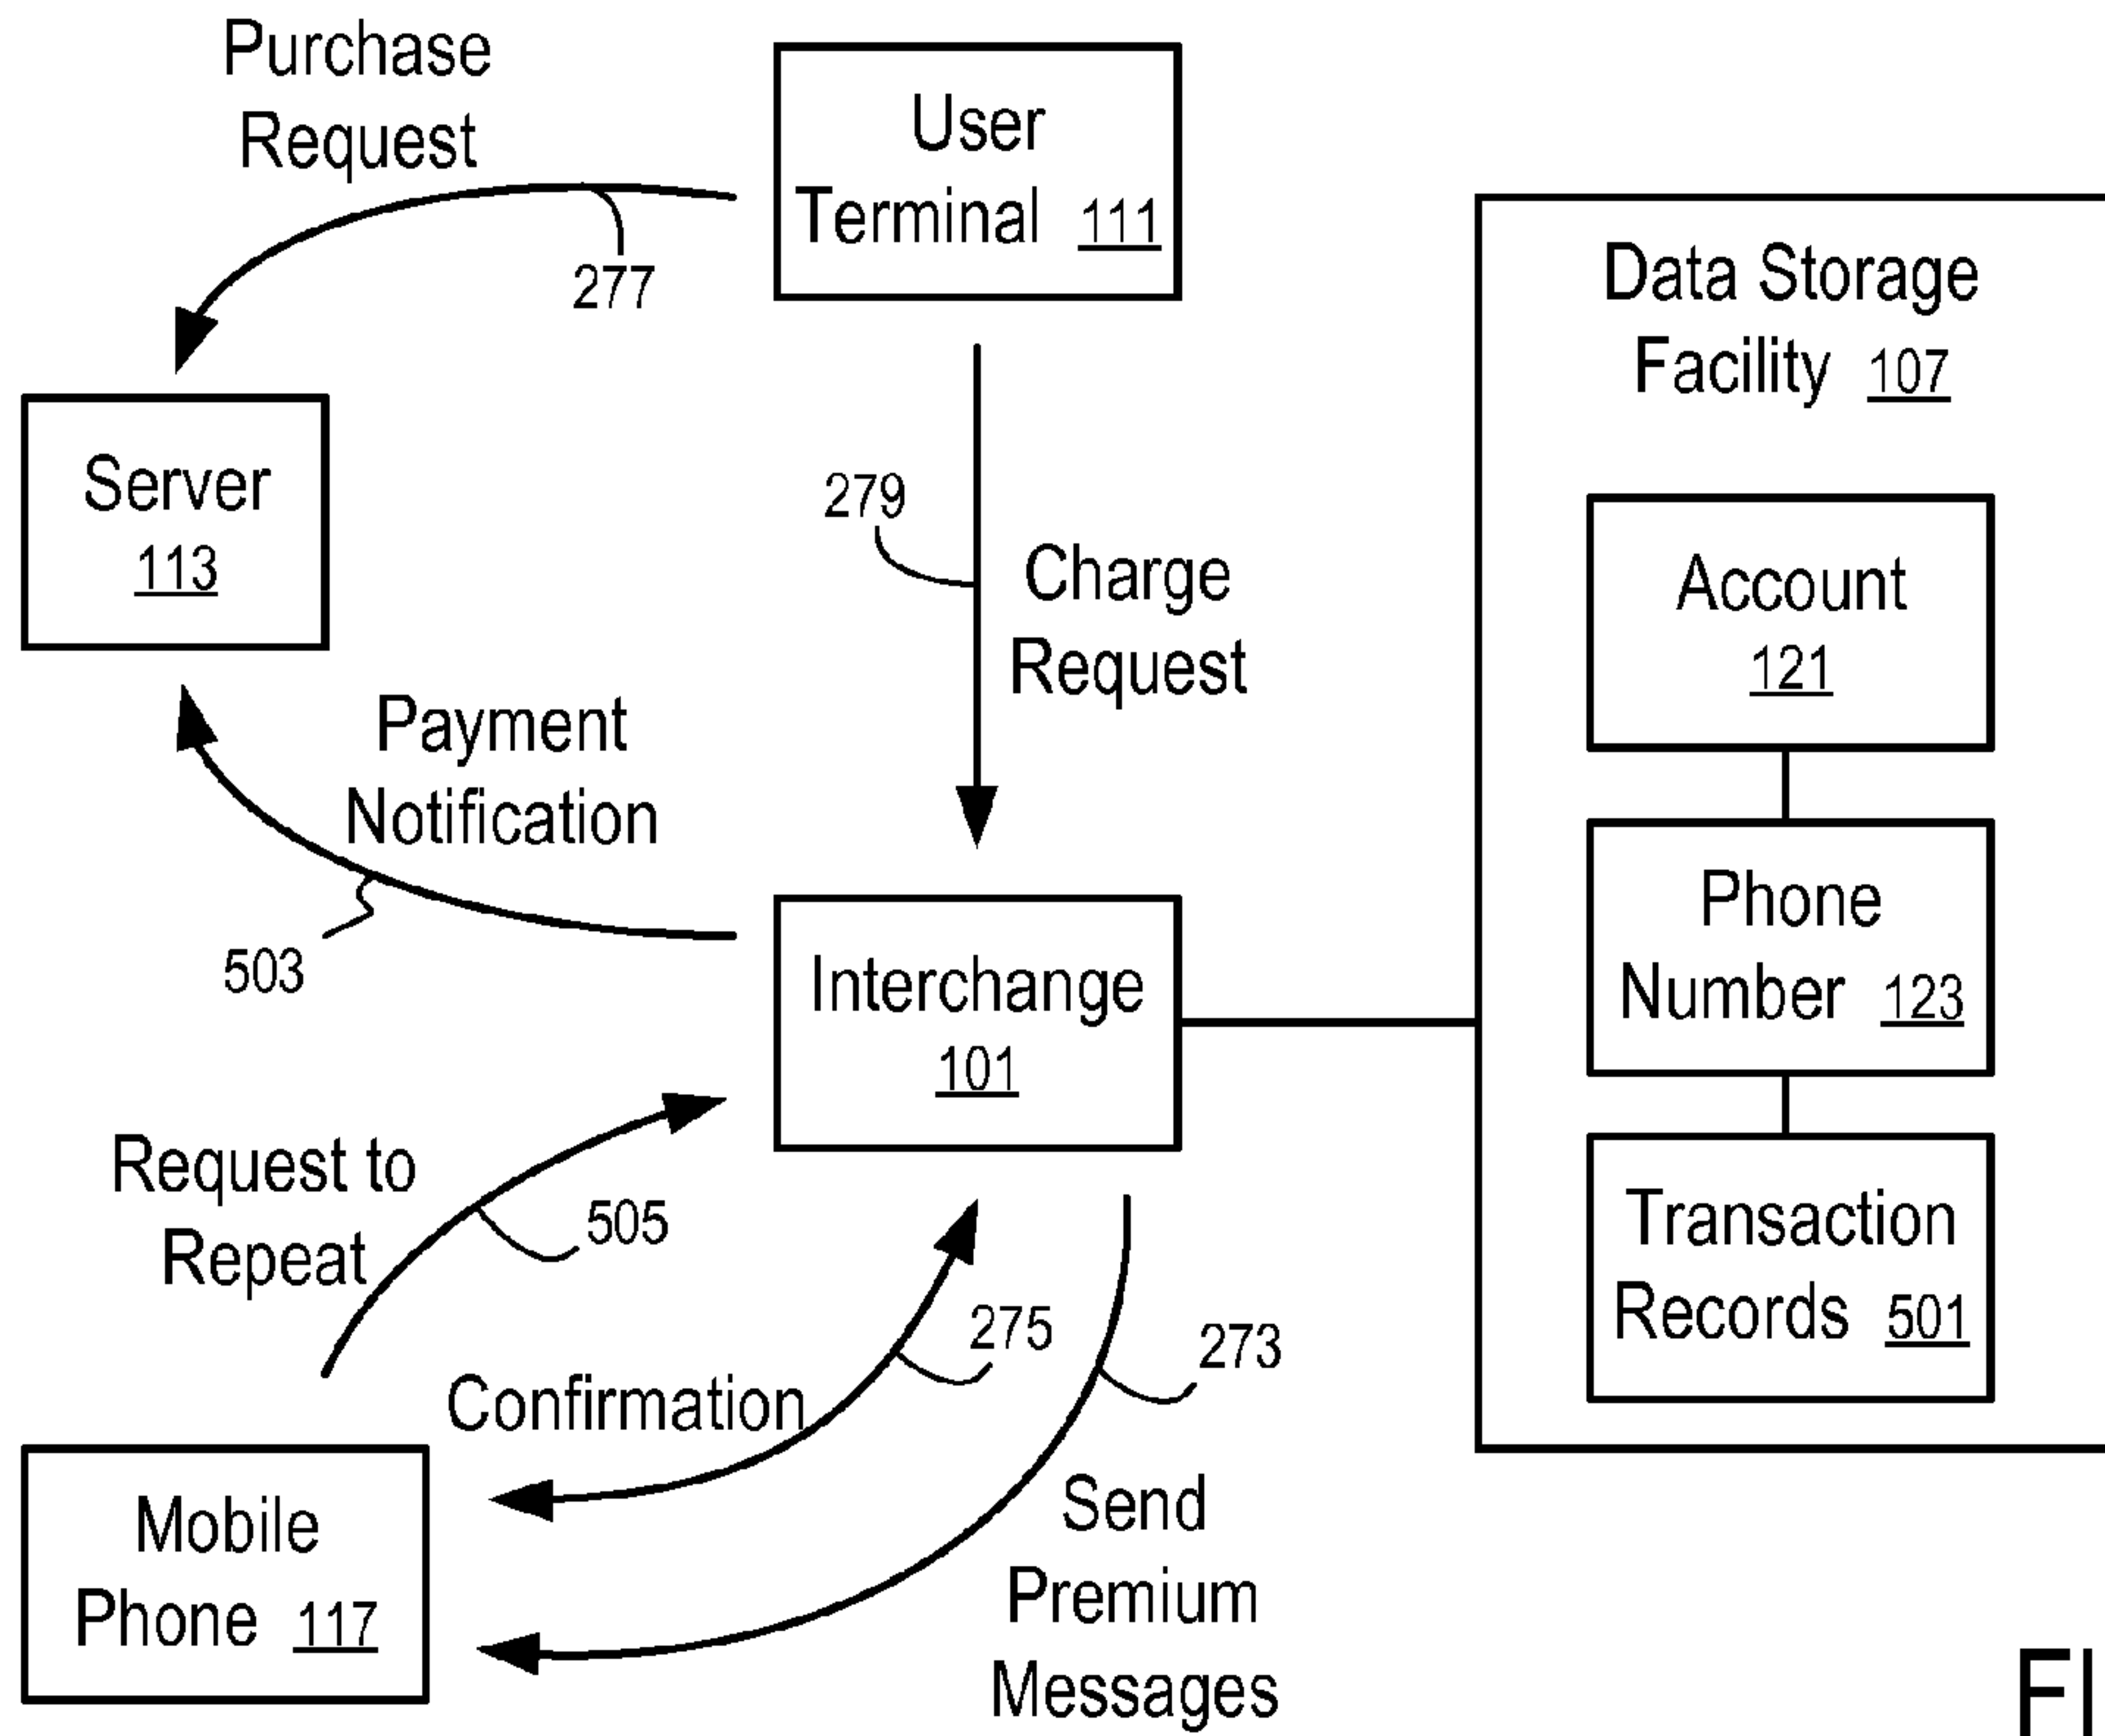 Purchase
Request
277
User
Terminal 111
Server
113
279
Charge
Request
Payment
Notification
503
Interchange
101
Request to
Repeat
505
Confirmation
275
273
Send
Premium
Messages
Mobile
Phone 117
Data Storage
Facility 107
Account
121
Phone
Number 123
Transaction
Records 501
FI